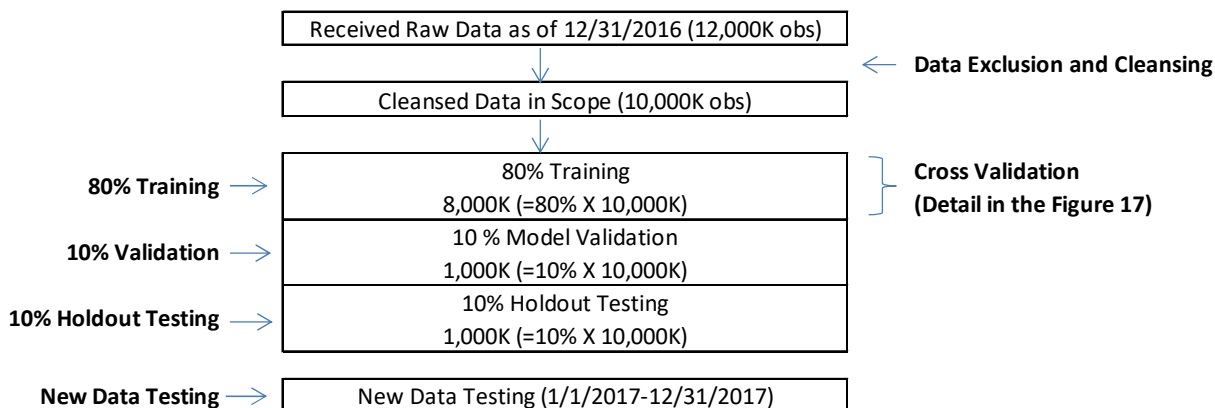 Received Raw Data as of 12/31/2016 (12,000K obs)
Data Exclusion and Cleansing
Cleansed Data in Scope (10,000K obs)
80% Training
80% Training
8,000K (=80% X 10,000K)
Cross Validation
(Detail in the Figure 17)
10% Validation
10 % Model Validation
1,000K (=10% X 10,000K)
10% Holdout Testing
10% Holdout Testing
1,000K (=10% X 10,000K)
New Data Testing
New Data Testing (1/1/2017-12/31/2017)